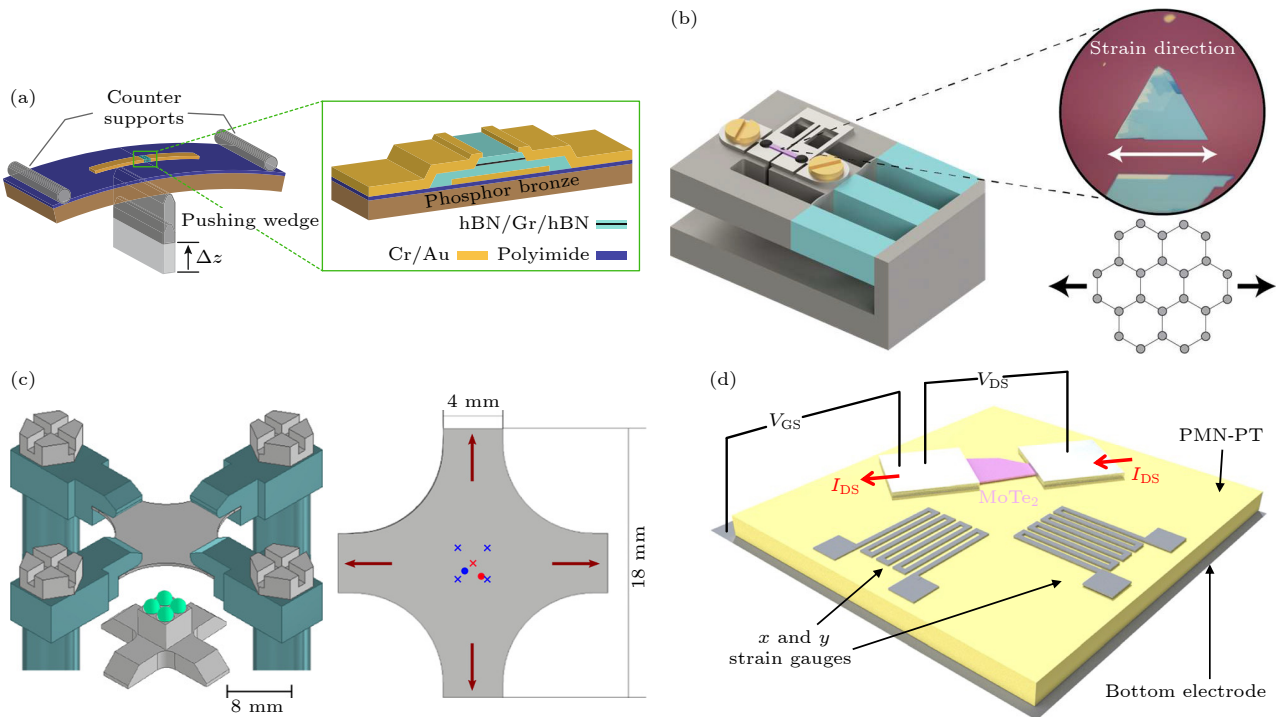 (a)
Counter
supports
Pushing wedge
Δz
Phosphor bronze
hBN/Gr/hBN
Cr/Au
Polyimide
(b)
Strain direction
(c)
8 mm
4 mm
18 mm
(d)
V_DS
V_GS
PMN-PT
I_DS
I_DS
MoTe₂
x and y
strain gauges
Bottom electrode